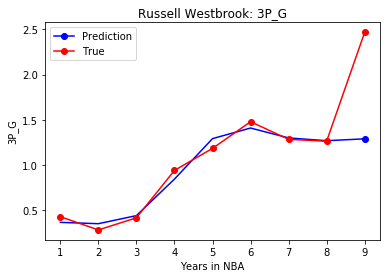 Russell Westbrook: 3P_G
Prediction
True
3P_G
2.5
2.0
1.5
1.0
0.5
1 2 3 4 5 6 7 8 9
Years in NBA